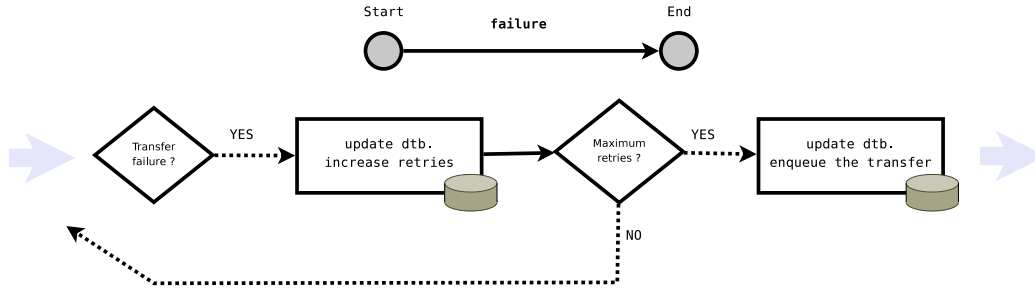 Start
End
failure
Transfer
failure ?
YES
update dtb.
increase retries
Maximum
retries ?
YES
update dtb.
enqueue the transfer
NO